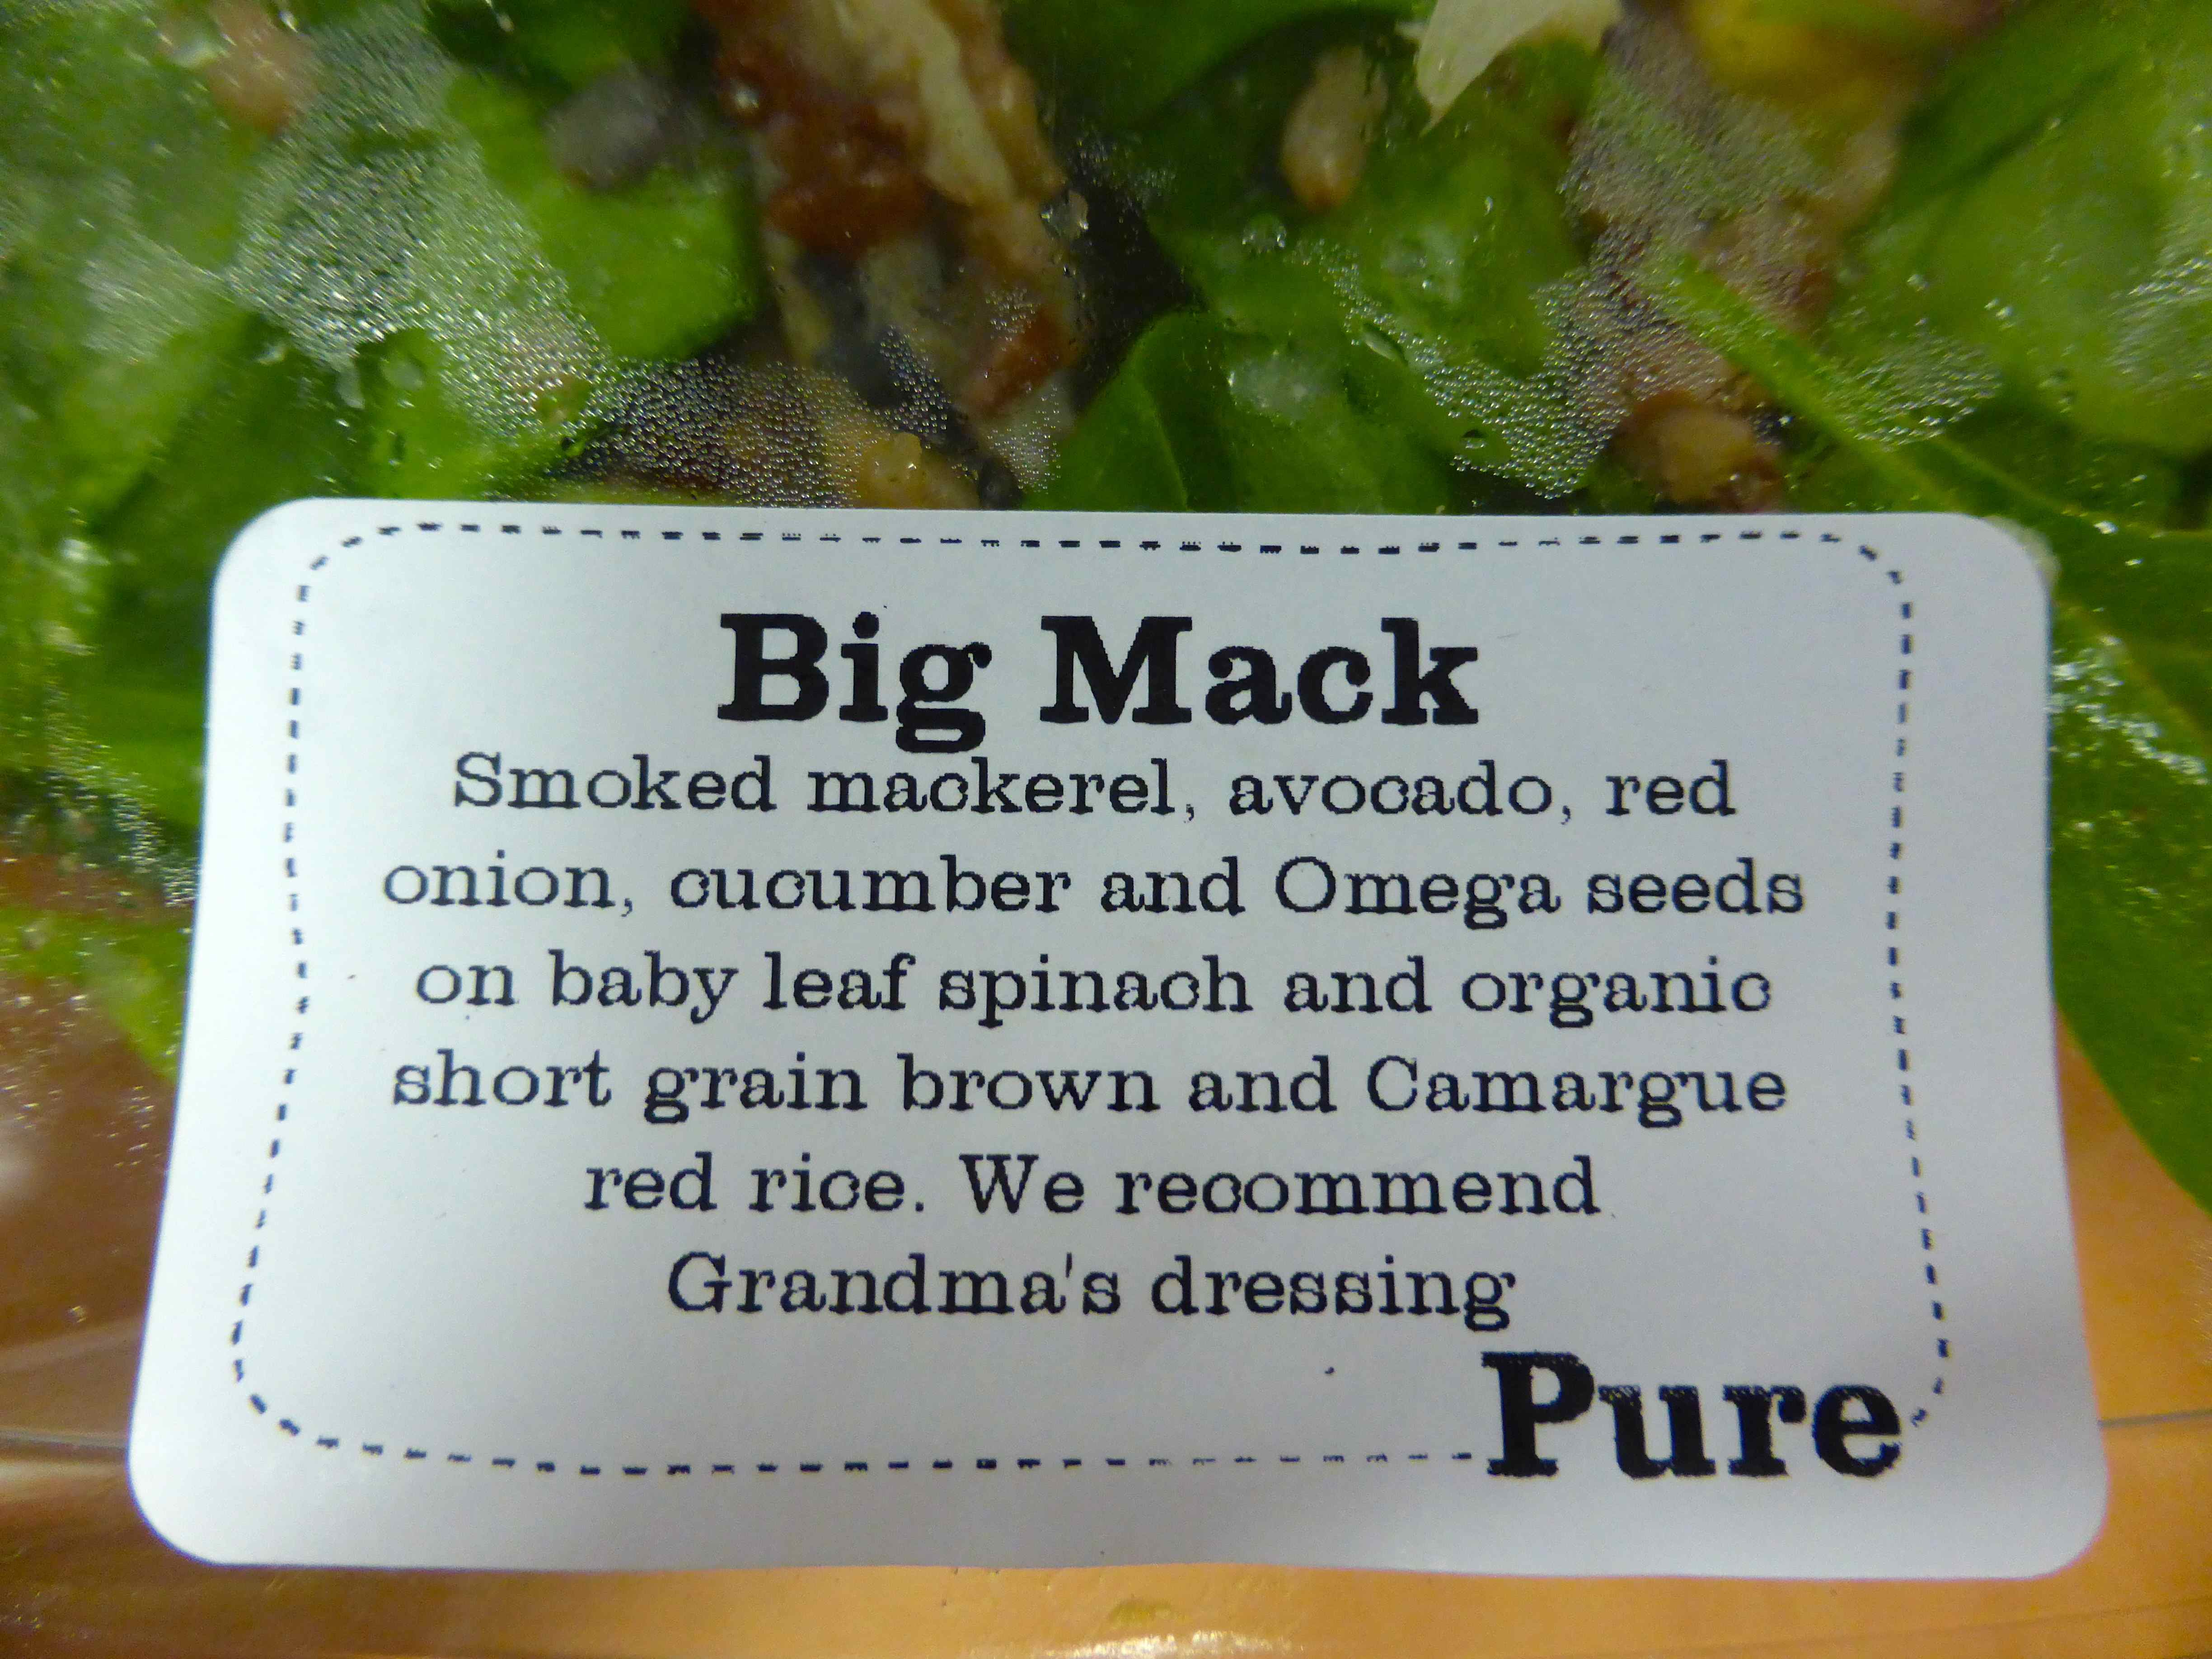 Big Mack
Smoked mackerel, avocado, red
onion, cucumber and Omega seeds
on baby leaf spinach and organic
short grain brown and Camargue
red rice. We recommend
Grandma's dressing
Pure